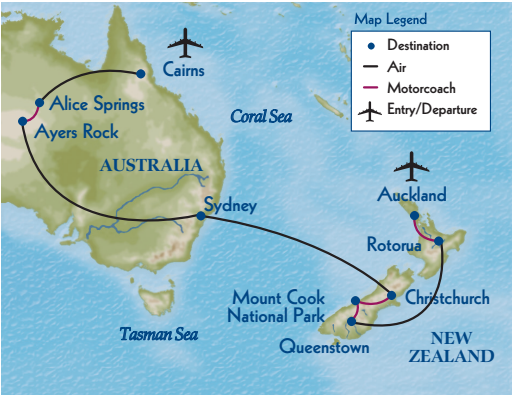 Map Legend
Destination
Air
Motorcoach
Entry/Departure
Cairns
Alice Springs
Ayers Rock
Coral Sea
AUSTRALIA
Sydney
Auckland
Rotorua
Mount Cook
National Park
Christchurch
Tasman Sea
Queenstown
NEW
ZEALAND